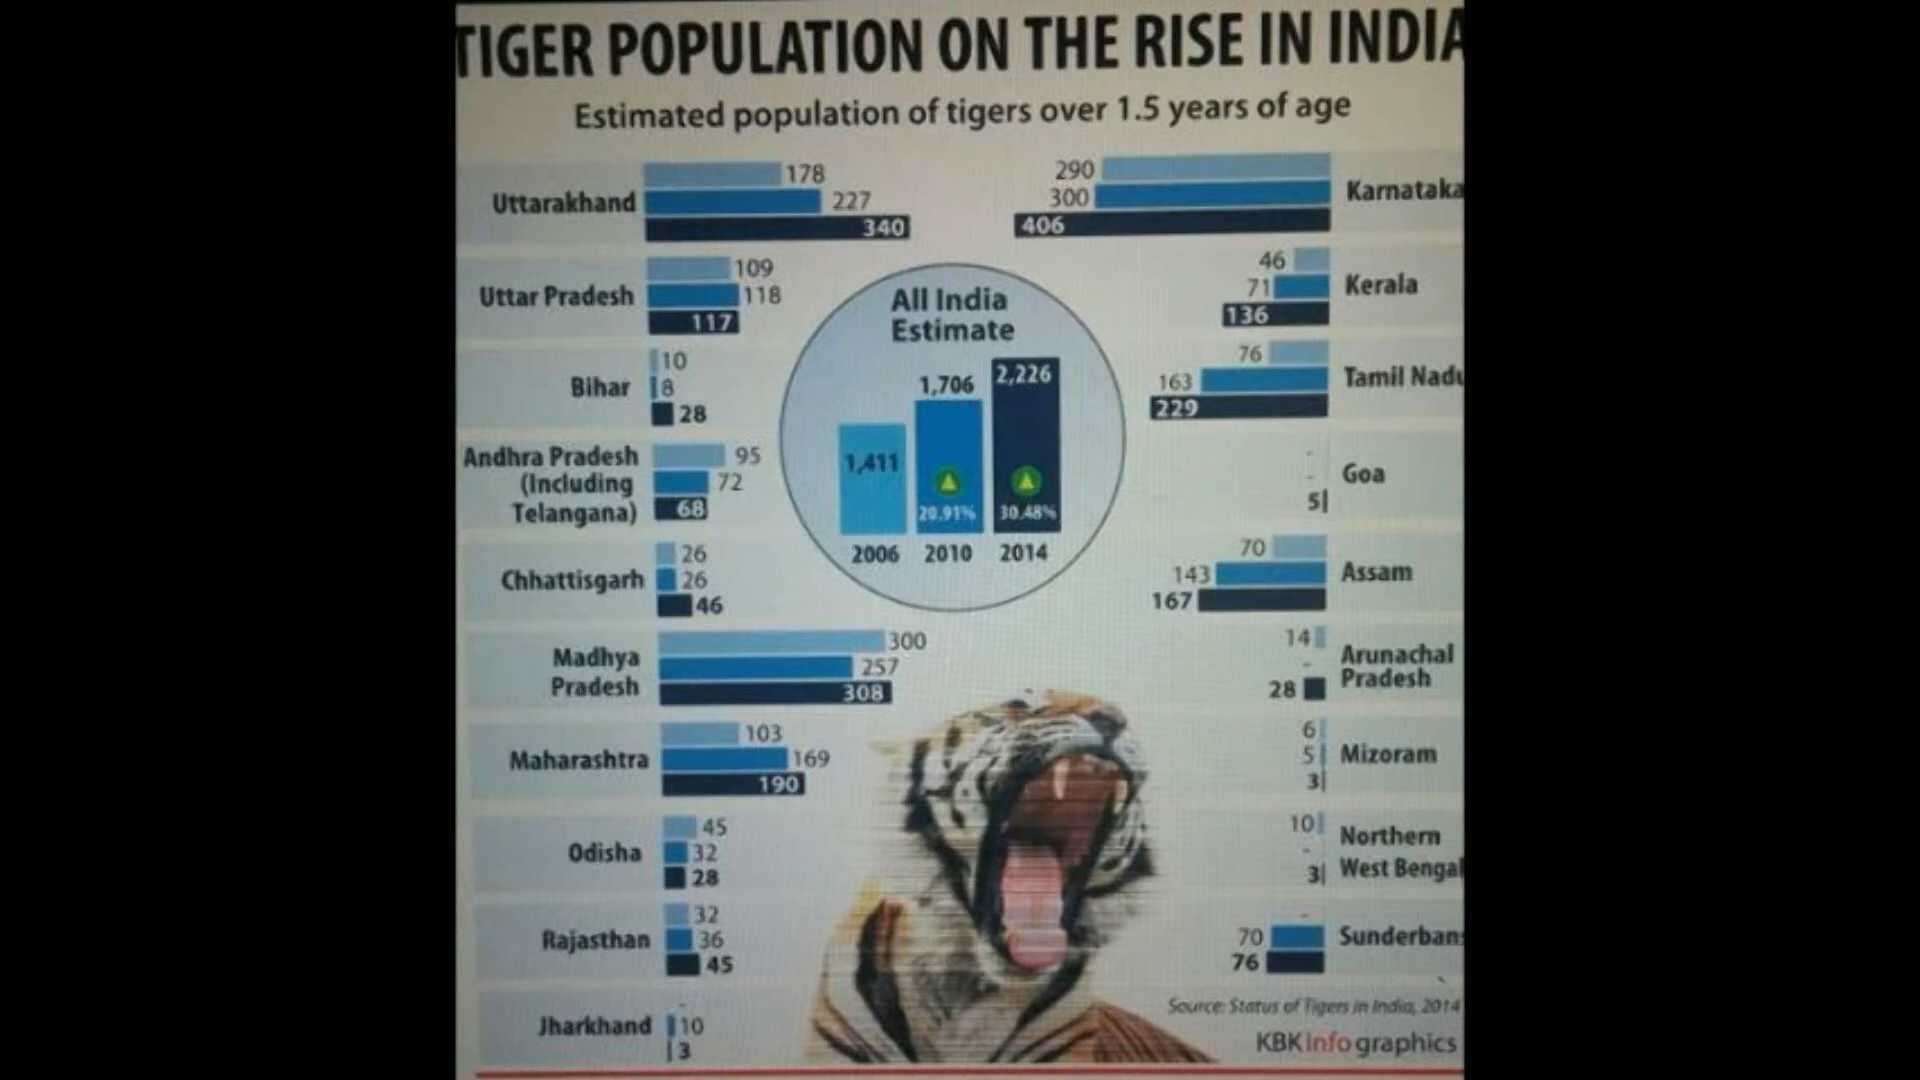 TIGER POPULATION ON THE RISE IN INDIA
Estimated population of tigers over 1.5 years of age
Uttarakhand
178
227
340
Uttar Pradesh
109
118
117
Bihar
10
8
28
Andhra Pradesh
(Including
Telangana)
95
72
68
Chhattisgarh
26
26
46
Madhya
Pradesh
300
257
308
Maharashtra
103
169
190
Odisha
45
32
28
Rajasthan
32
36
45
Jharkhand
-
10
3
All India
Estimate
1,411
1,706
2,226
20.91%
30.48%
2006
2010
2014
290
300
406
Karnataka
46
71
136
Kerala
76
163
229
Tamil Nadu
-
-
5
Goa
70
143
167
Assam
14
-
28
Arunachal
Pradesh
6
5
3
Mizoram
10
-
3
Northern
West Bengal
-
70
76
Sunderbans
Source: Status of Tigers in India, 2014
KBK Infographics